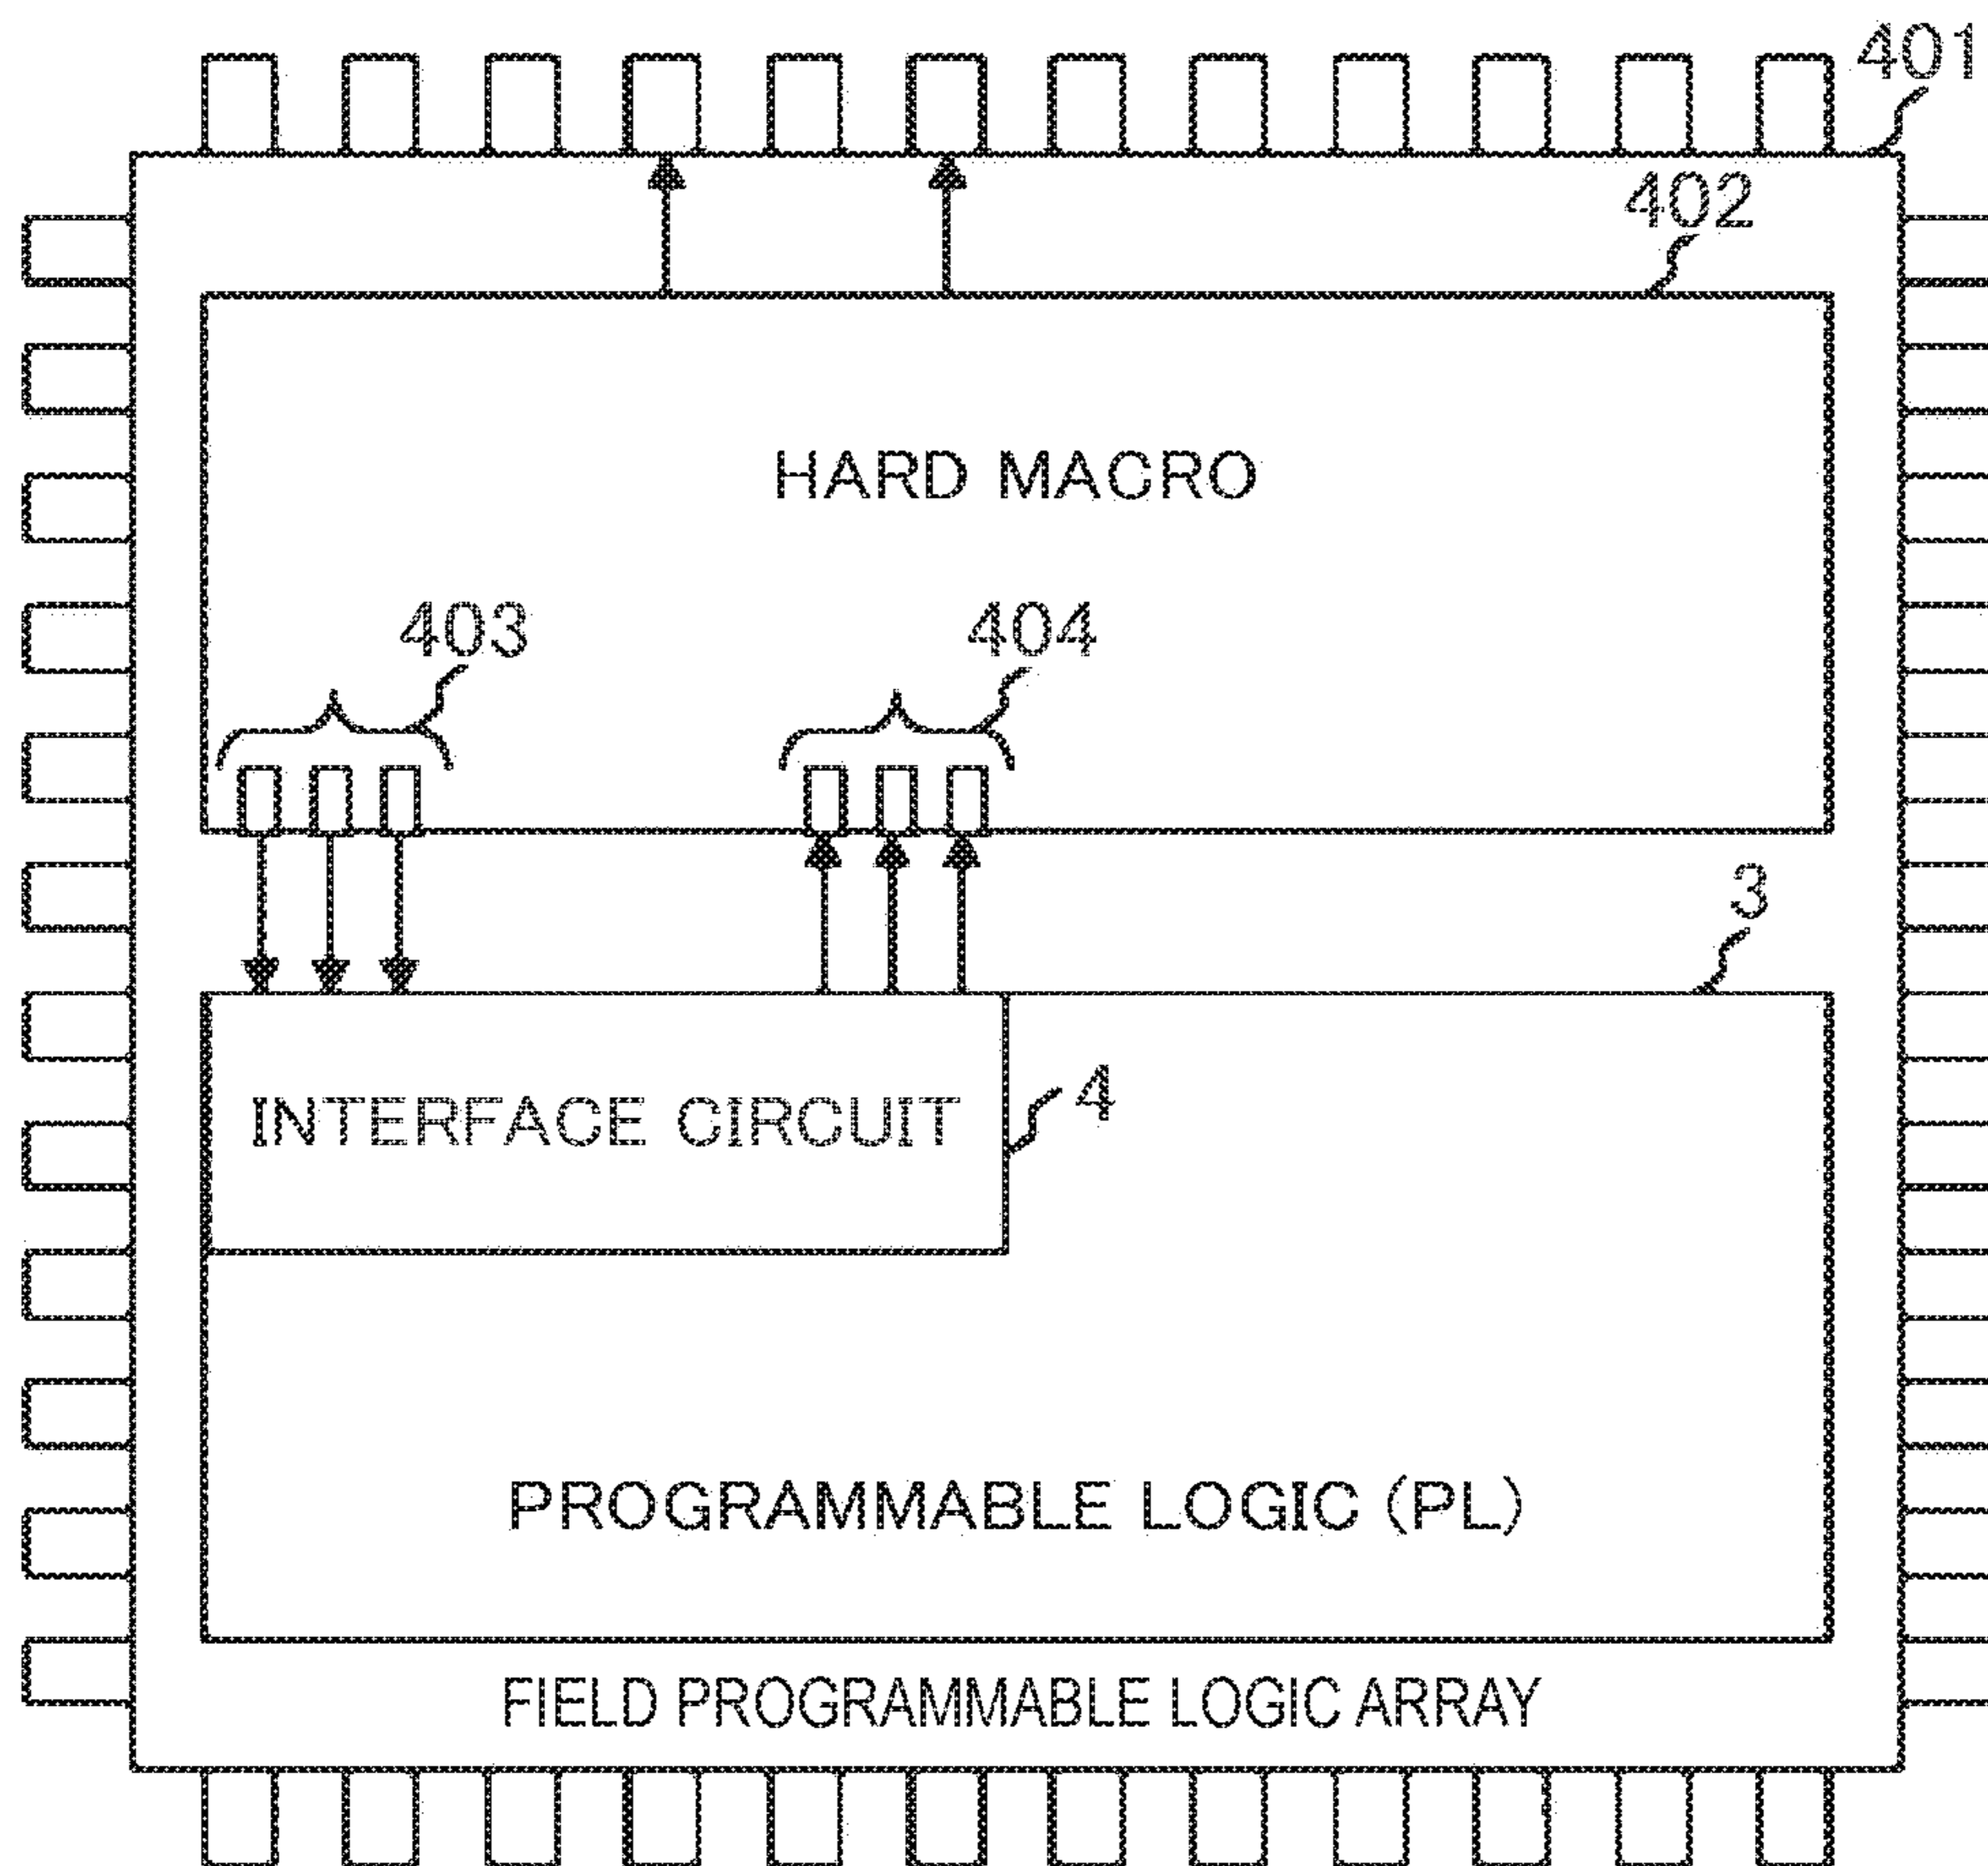 401
402
HARD MACRO
403
404
3
INTERFACE CIRCUIT
4
PROGRAMMABLE LOGIC (PL)
FIELD PROGRAMMABLE LOGIC ARRAY